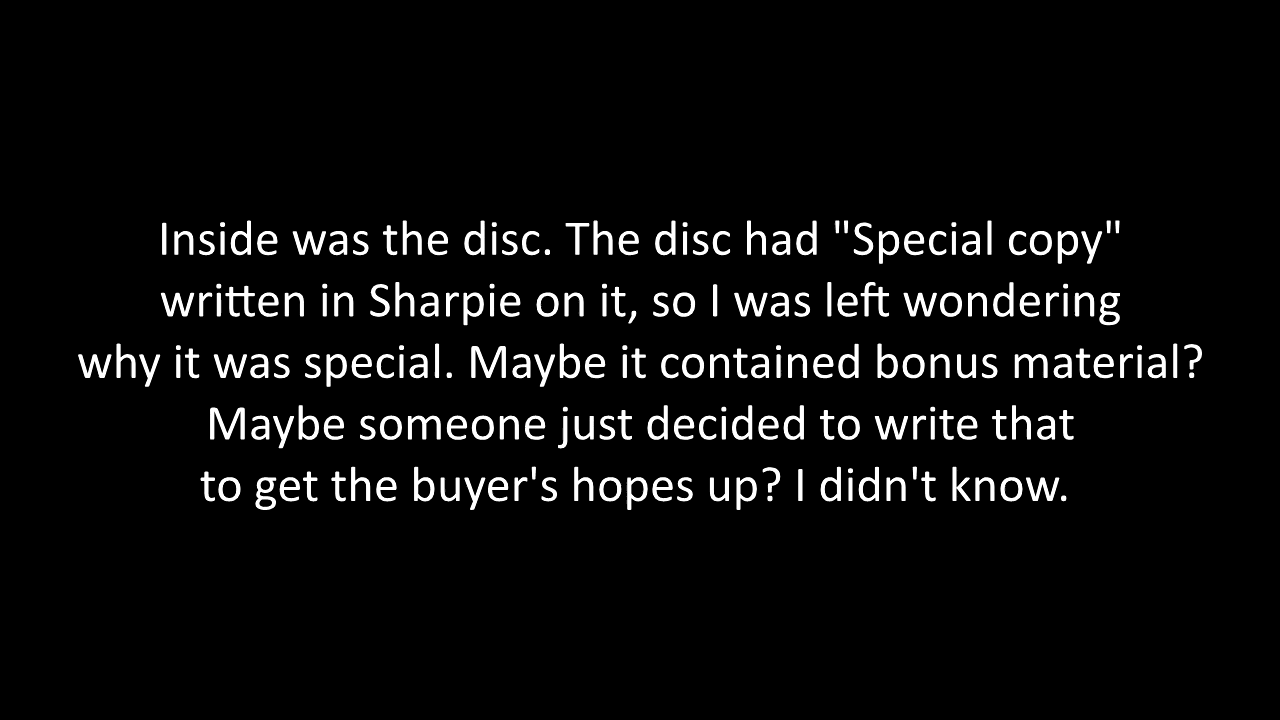 Inside was the disc. The disc had "Special copy"
written in Sharpie on it, so I was left wondering
why it was special. Maybe it contained bonus material?
Maybe someone just decided to write that
to get the buyer's hopes up? I didn't know.